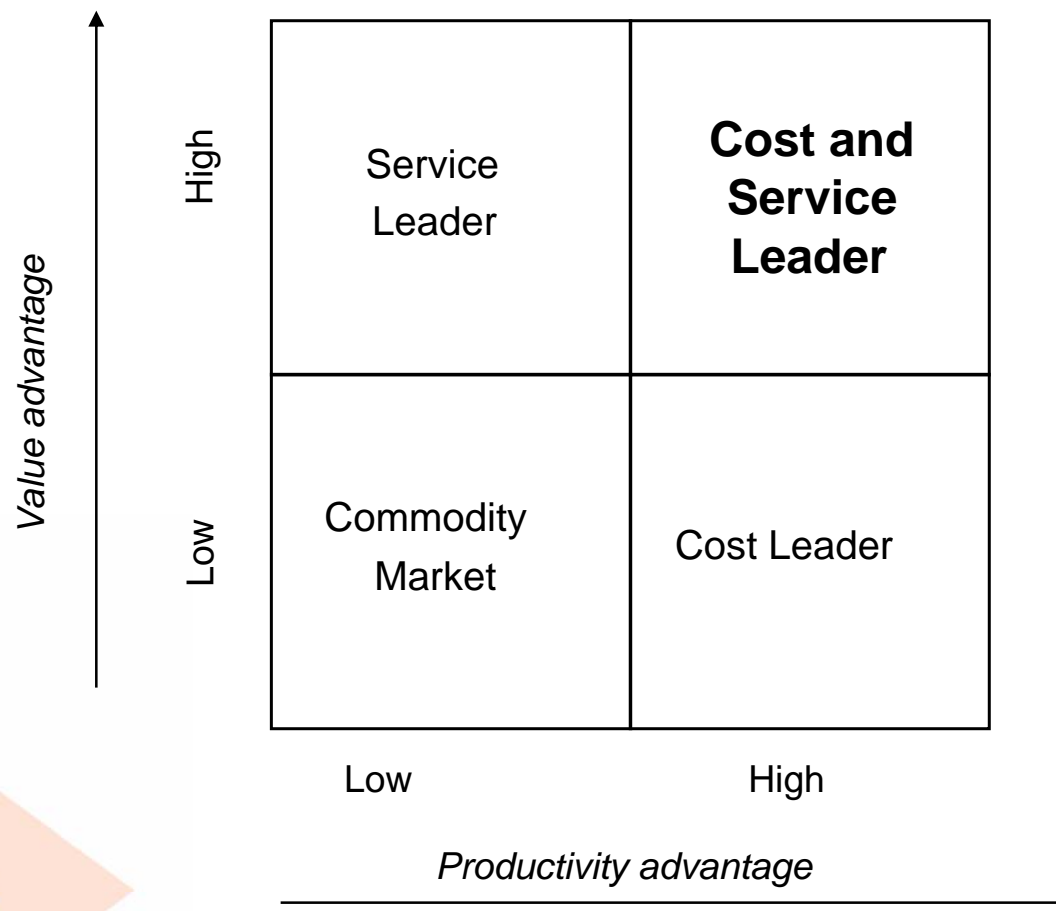 High
Service
Leader
Cost and
Service
Leader
Value advantage
Low
Commodity
Market
Cost Leader
Low
High
Productivity advantage